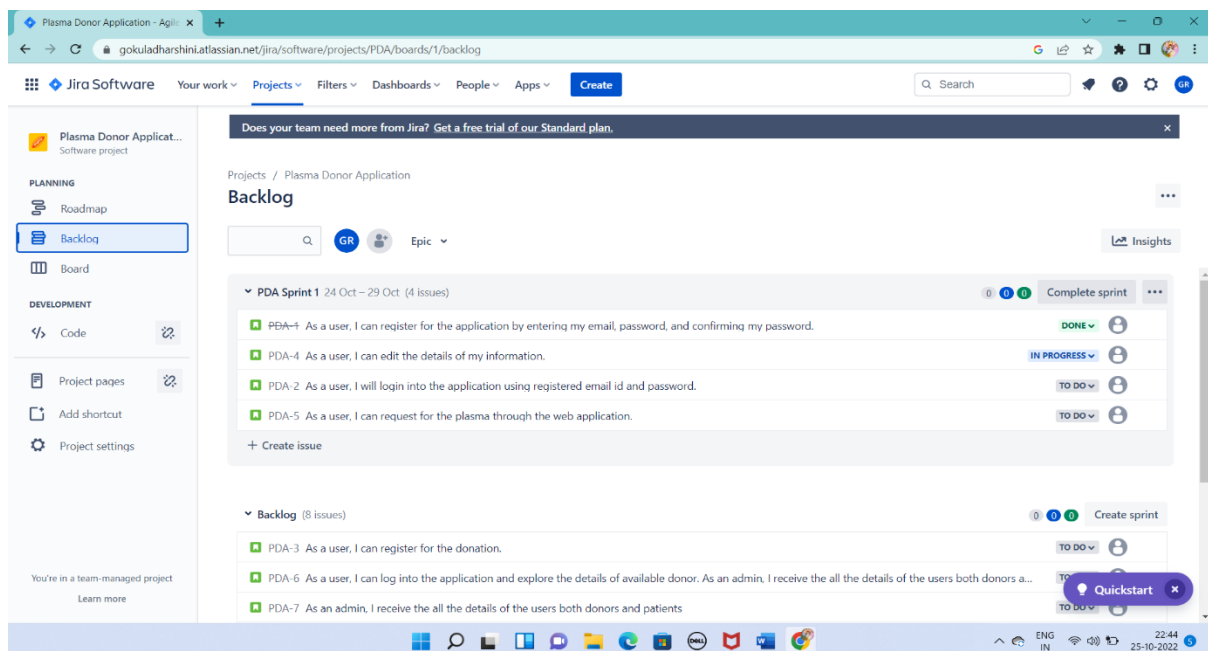 Plasma Donor Application - Agile
gokuladharshini.atlassian.net/jira/software/projects/PDA/boards/1/backlog
G
Jira Software Your work Projects Filters Dashboards People Apps Create Search GR
Does your team need more from Jira? Get a free trial of our Standard plan.
Plasma Donor Applicat...
Software project
PLANNING
Roadmap
Backlog
Board
DEVELOPMENT
Code
Project pages
Add shortcut
Project settings
You're in a team-managed project
Learn more
Projects / Plasma Donor Application
Backlog
GR Epic Insights
PDA Sprint 1 24 Oct – 29 Oct (4 issues) 0 0 0 Complete sprint
PDA-1 As a user, I can register for the application by entering my email, password, and confirming my password. DONE
PDA-4 As a user, I can edit the details of my information. IN PROGRESS
PDA-2 As a user, I will login into the application using registered email id and password. TO DO
PDA-5 As a user, I can request for the plasma through the web application. TO DO
+ Create issue
Backlog (8 issues) 0 0 0 Create sprint
PDA-3 As a user, I can register for the donation. TO DO
PDA-6 As a user, I can log into the application and explore the details of available donor. As an admin, I receive the all the details of the users both donors a...
PDA-7 As an admin, I receive the all the details of the users both donors and patients TO DO
Quickstart
DELL
W
ENG
IN
22:44
25-10-2022
5